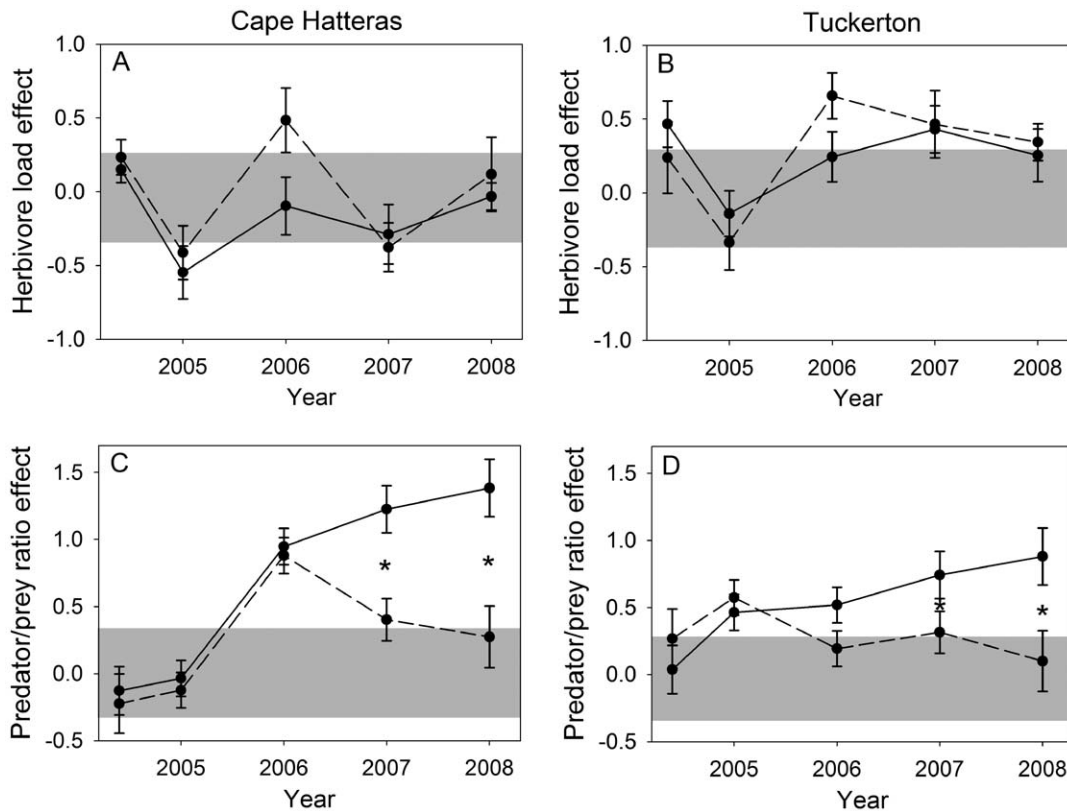 Cape Hatteras
Tuckerton
A
Herbivore load effect
1.0
0.5
0.0
-0.5
-1.0
2005 2006 2007 2008
Year
B
Herbivore load effect
1.0
0.5
0.0
-0.5
-1.0
2005 2006 2007 2008
Year
C
Predator/prey ratio effect
1.5
1.0
0.5
0.0
-0.5
* *
2005 2006 2007 2008
Year
D
Predator/prey ratio effect
1.5
1.0
0.5
0.0
-0.5
* *
2005 2006 2007 2008
Year